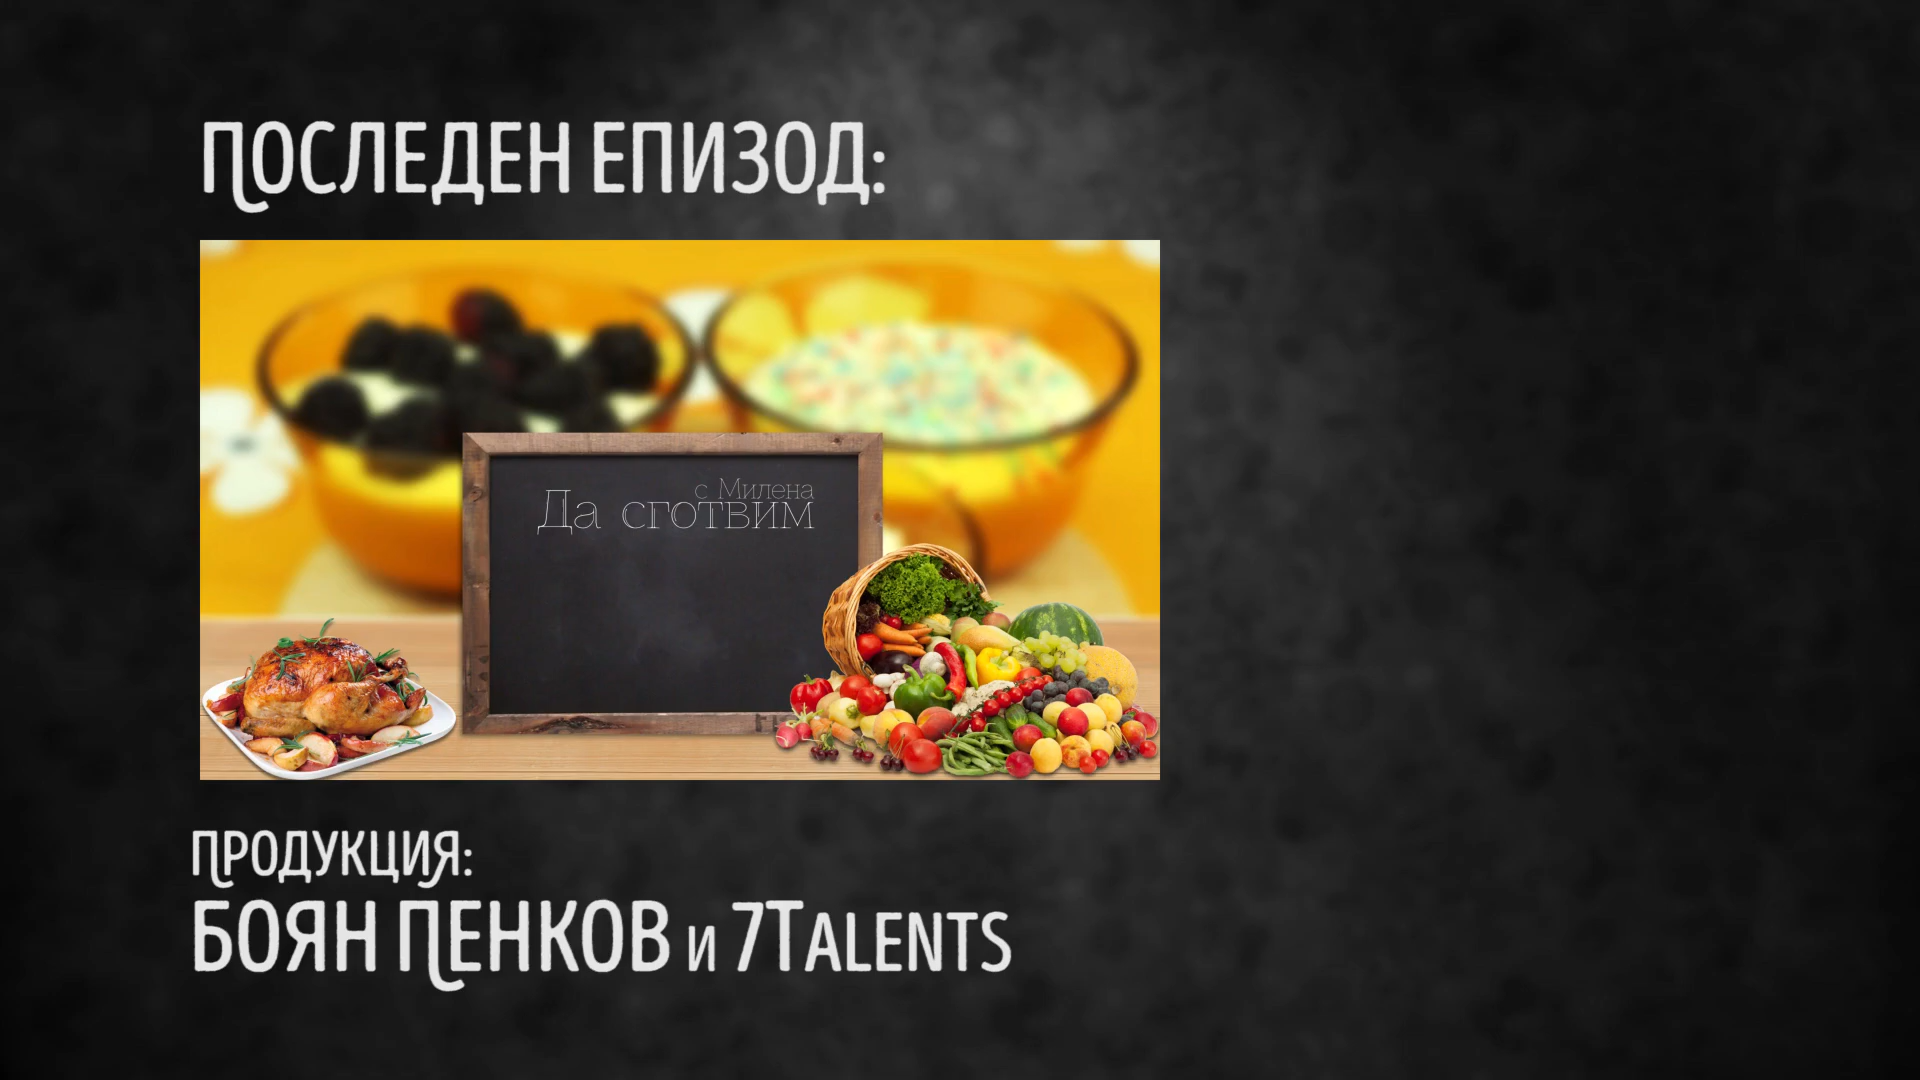 ПОСЛЕДЕН ЕПИЗОД:
с Милена
Да сготвим
ПРОДУКЦИЯ:
БОЯН ПЕНКОВ и 7TALENTS